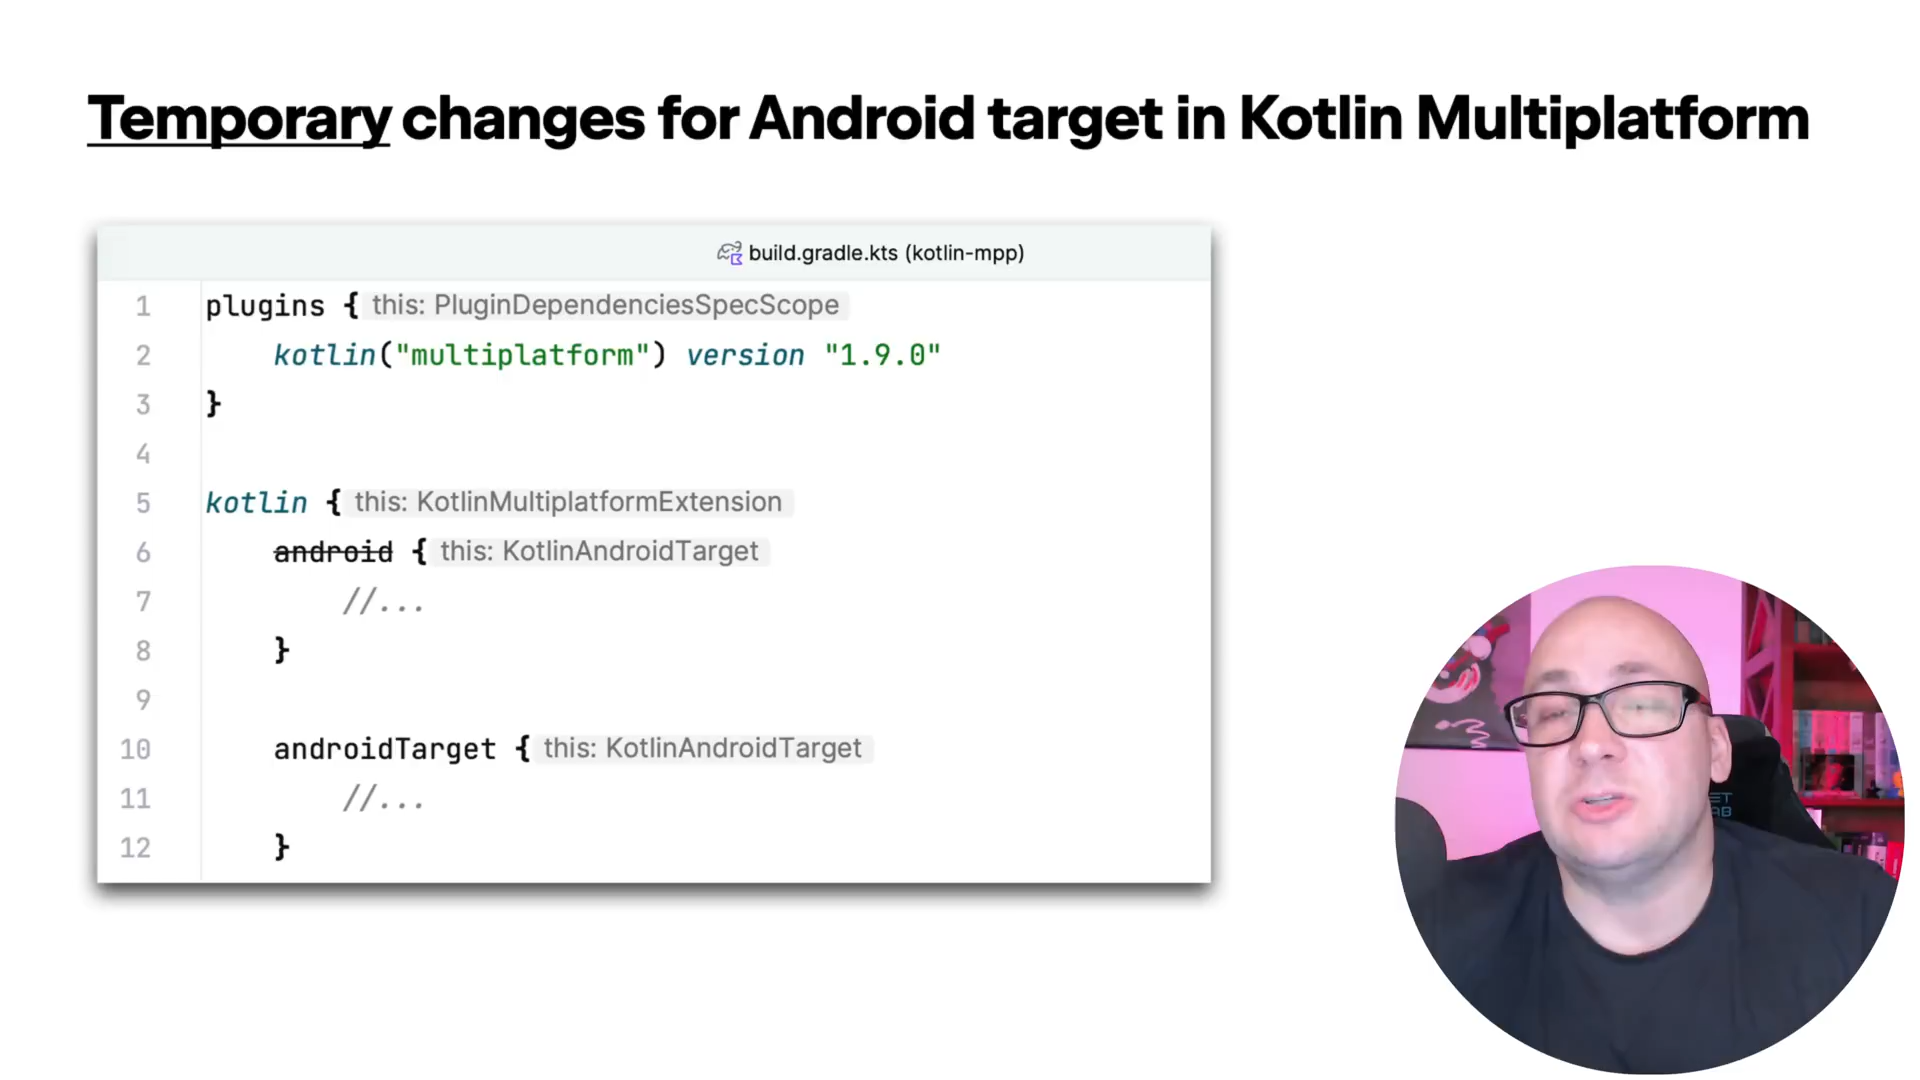 Temporary changes for Android target in Kotlin Multiplatform
build.gradle.kts (kotlin-mpp)
1 plugins { this: PluginDependenciesSpecScope
2 kotlin("multiplatform") version "1.9.0"
3 }
4
5 kotlin { this: KotlinMultiplatformExtension
6 android { this: KotlinAndroidTarget
7 //...
8 }
9
10 androidTarget { this: KotlinAndroidTarget
11 //...
12 }